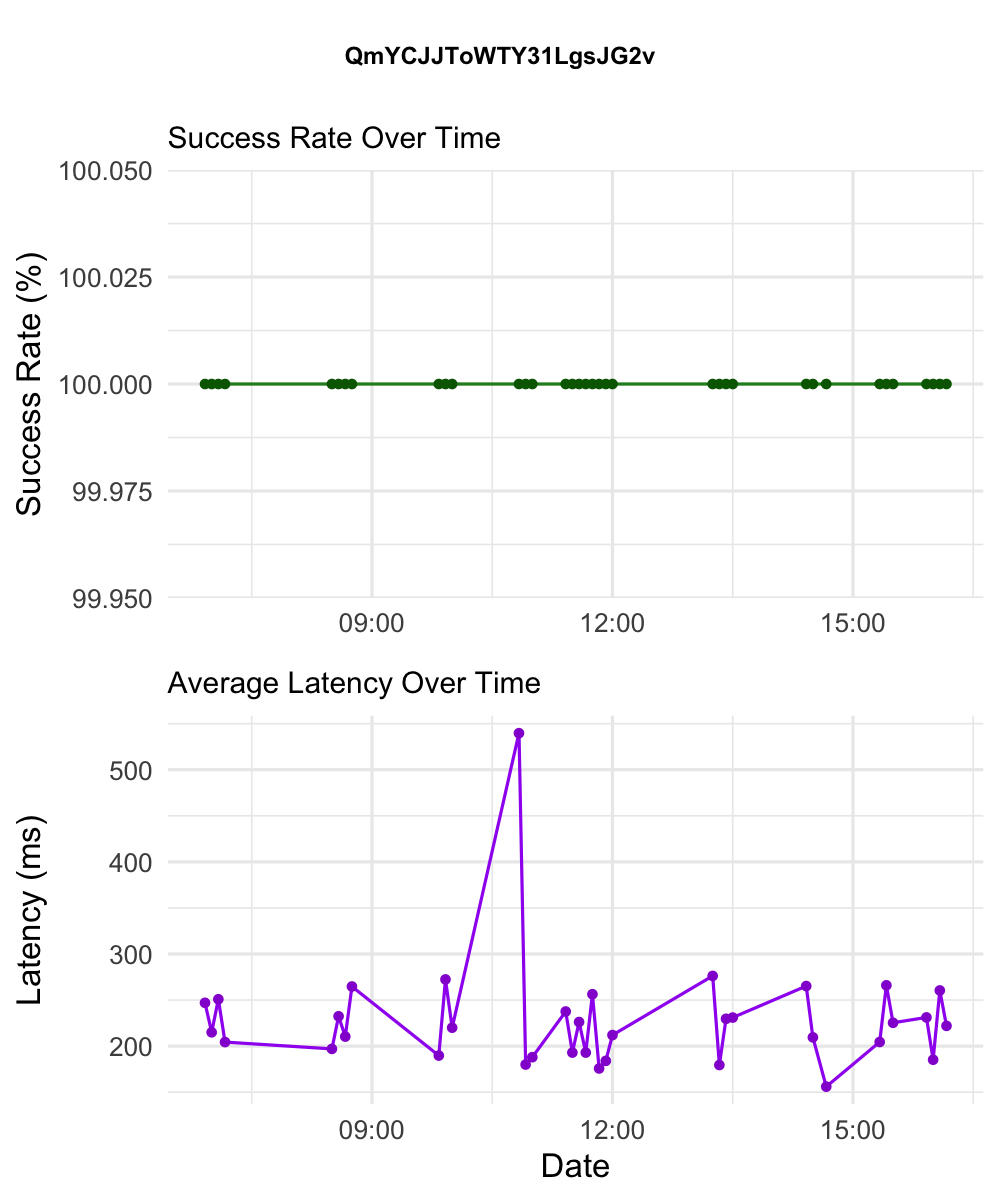 QmYCJJToWTY31LgsJG2v
Success Rate Over Time
Success Rate (%)
100.050
100.025
100.000
99.975
99.950
09:00 12:00 15:00
Average Latency Over Time
Latency (ms)
500
400
300
200
09:00 12:00 15:00
Date